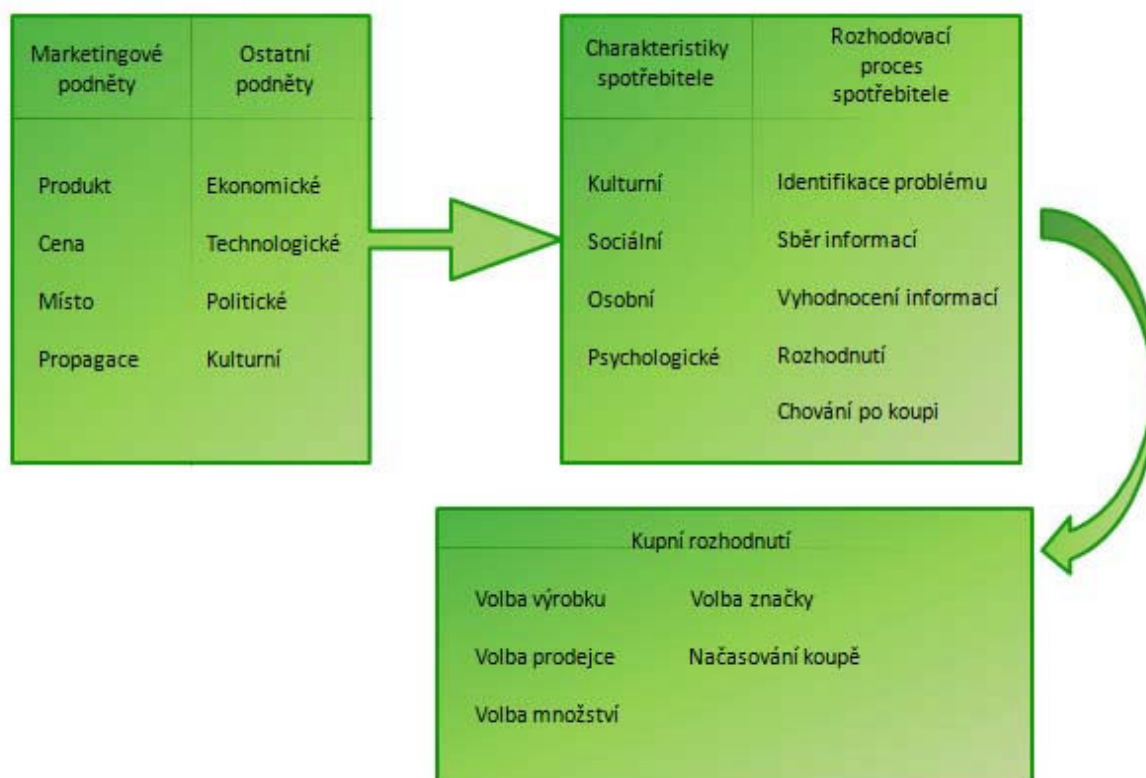 Marketingové
podněty
Ostatní
podněty
Produkt
Ekonomické
Cena
Technologické
Místo
Politické
Propagace
Kulturní
Charakteristiky
spotřebitele
Rozhodovací
proces
spotřebitele
Kulturní
Identifikace problému
Sociální
Sběr informací
Osobní
Vyhodnocení informací
Psychologické
Rozhodnutí
Chování po koupi
Kupní rozhodnutí
Volba výrobku
Volba značky
Volba prodejce
Načasování koupě
Volba množství